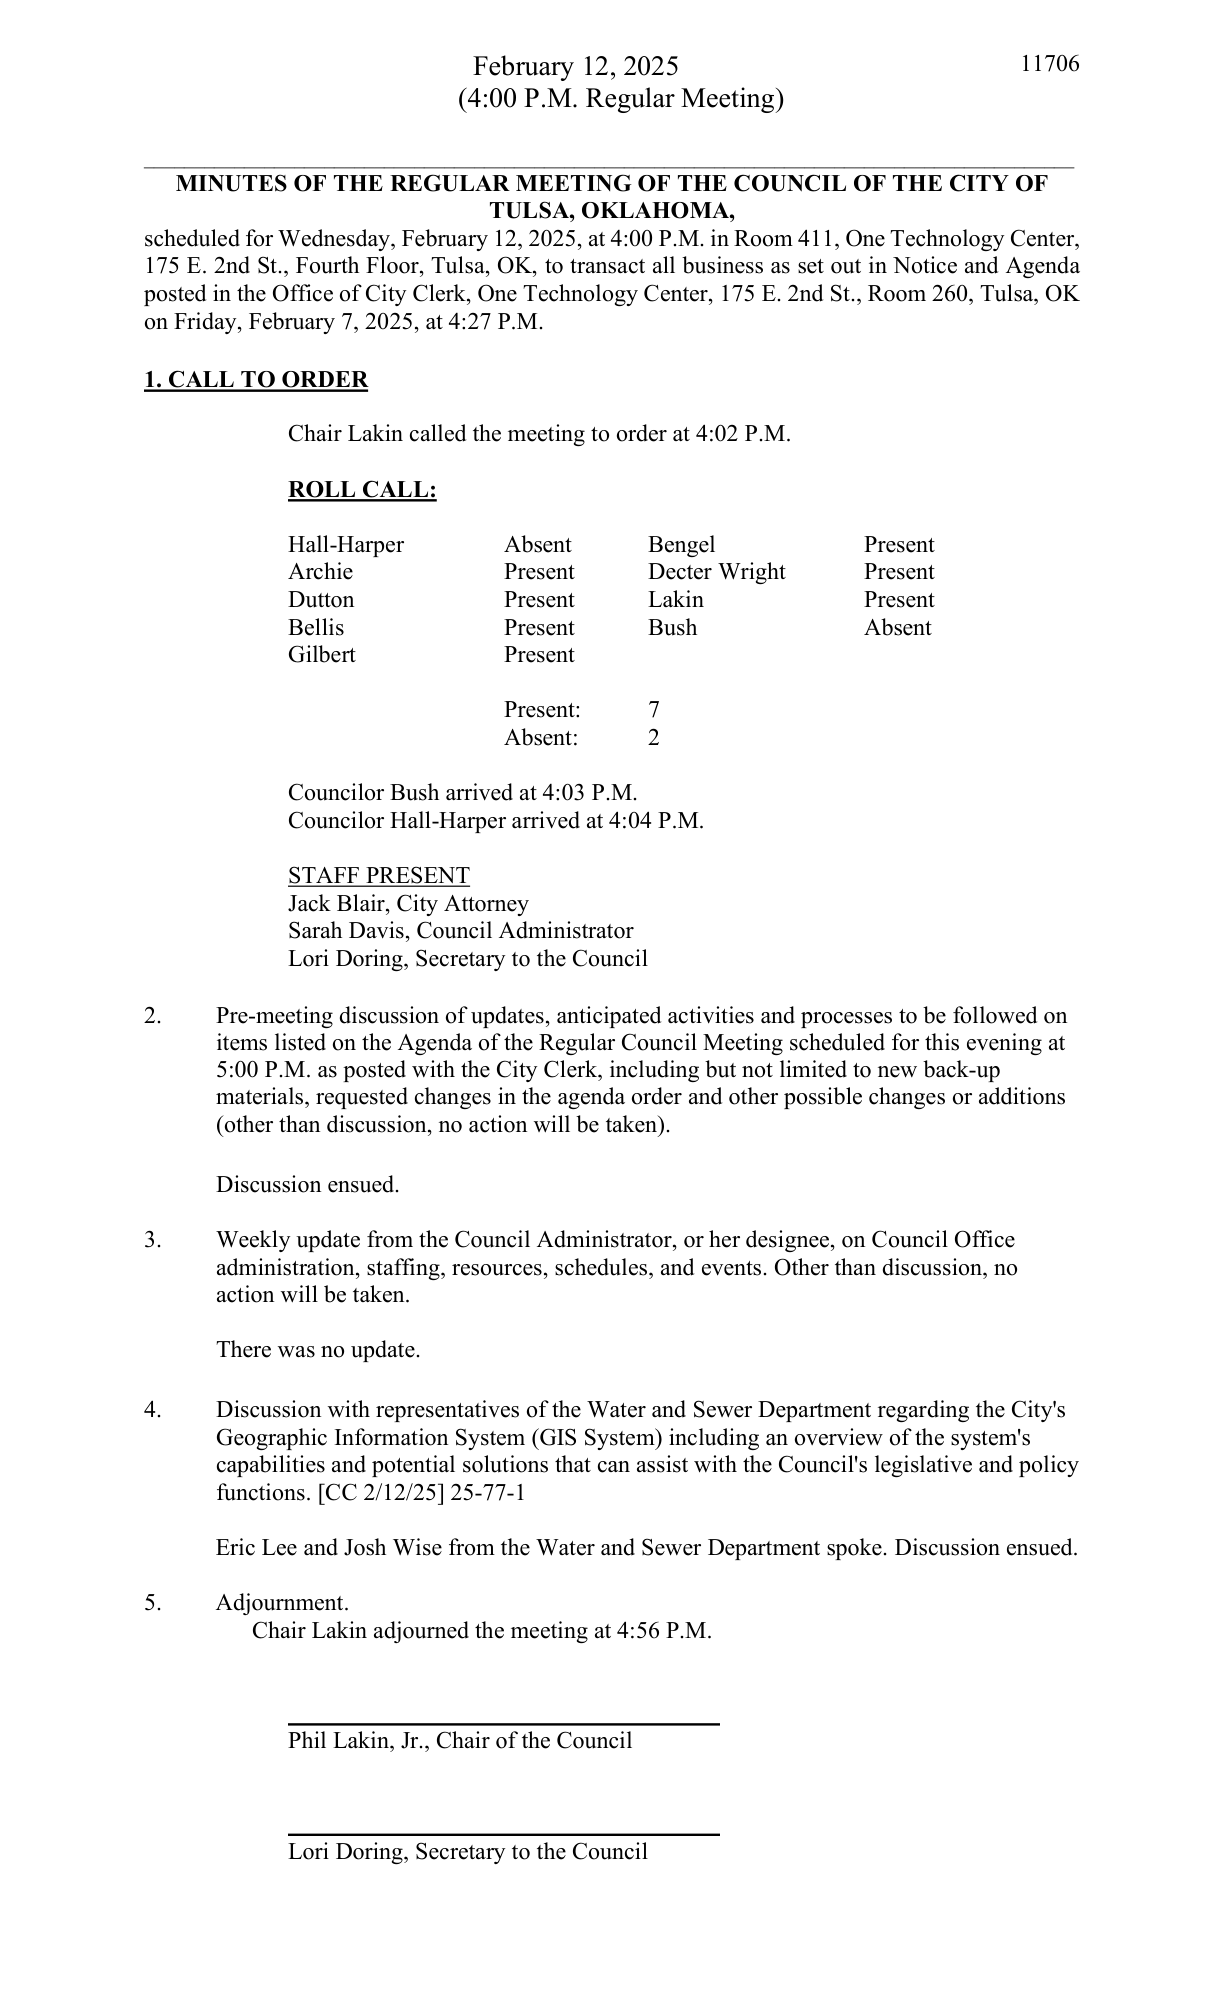 February 12, 2025 11706
(4:00 P.M. Regular Meeting)
MINUTES OF THE REGULAR MEETING OF THE COUNCIL OF THE CITY OF
TULSA, OKLAHOMA,
scheduled for Wednesday, February 12, 2025, at 4:00 P.M. in Room 411, One Technology Center,
175 E. 2nd St., Fourth Floor, Tulsa, OK, to transact all business as set out in Notice and Agenda
posted in the Office of City Clerk, One Technology Center, 175 E. 2nd St., Room 260, Tulsa, OK
on Friday, February 7, 2025, at 4:27 P.M.
1. CALL TO ORDER
Chair Lakin called the meeting to order at 4:02 P.M.
ROLL CALL:
Hall-Harper Absent Bengel Present
Archie Present Decter Wright Present
Dutton Present Lakin Present
Bellis Present Bush Absent
Gilbert Present
Present: 7
Absent: 2
Councilor Bush arrived at 4:03 P.M.
Councilor Hall-Harper arrived at 4:04 P.M.
STAFF PRESENT
Jack Blair, City Attorney
Sarah Davis, Council Administrator
Lori Doring, Secretary to the Council
2. Pre-meeting discussion of updates, anticipated activities and processes to be followed on
items listed on the Agenda of the Regular Council Meeting scheduled for this evening at
5:00 P.M. as posted with the City Clerk, including but not limited to new back-up
materials, requested changes in the agenda order and other possible changes or additions
(other than discussion, no action will be taken).
Discussion ensued.
3. Weekly update from the Council Administrator, or her designee, on Council Office
administration, staffing, resources, schedules, and events. Other than discussion, no
action will be taken.
There was no update.
4. Discussion with representatives of the Water and Sewer Department regarding the City's
Geographic Information System (GIS System) including an overview of the system's
capabilities and potential solutions that can assist with the Council's legislative and policy
functions. [CC 2/12/25] 25-77-1
Eric Lee and Josh Wise from the Water and Sewer Department spoke. Discussion ensued.
5. Adjournment.
Chair Lakin adjourned the meeting at 4:56 P.M.
Phil Lakin, Jr., Chair of the Council
Lori Doring, Secretary to the Council